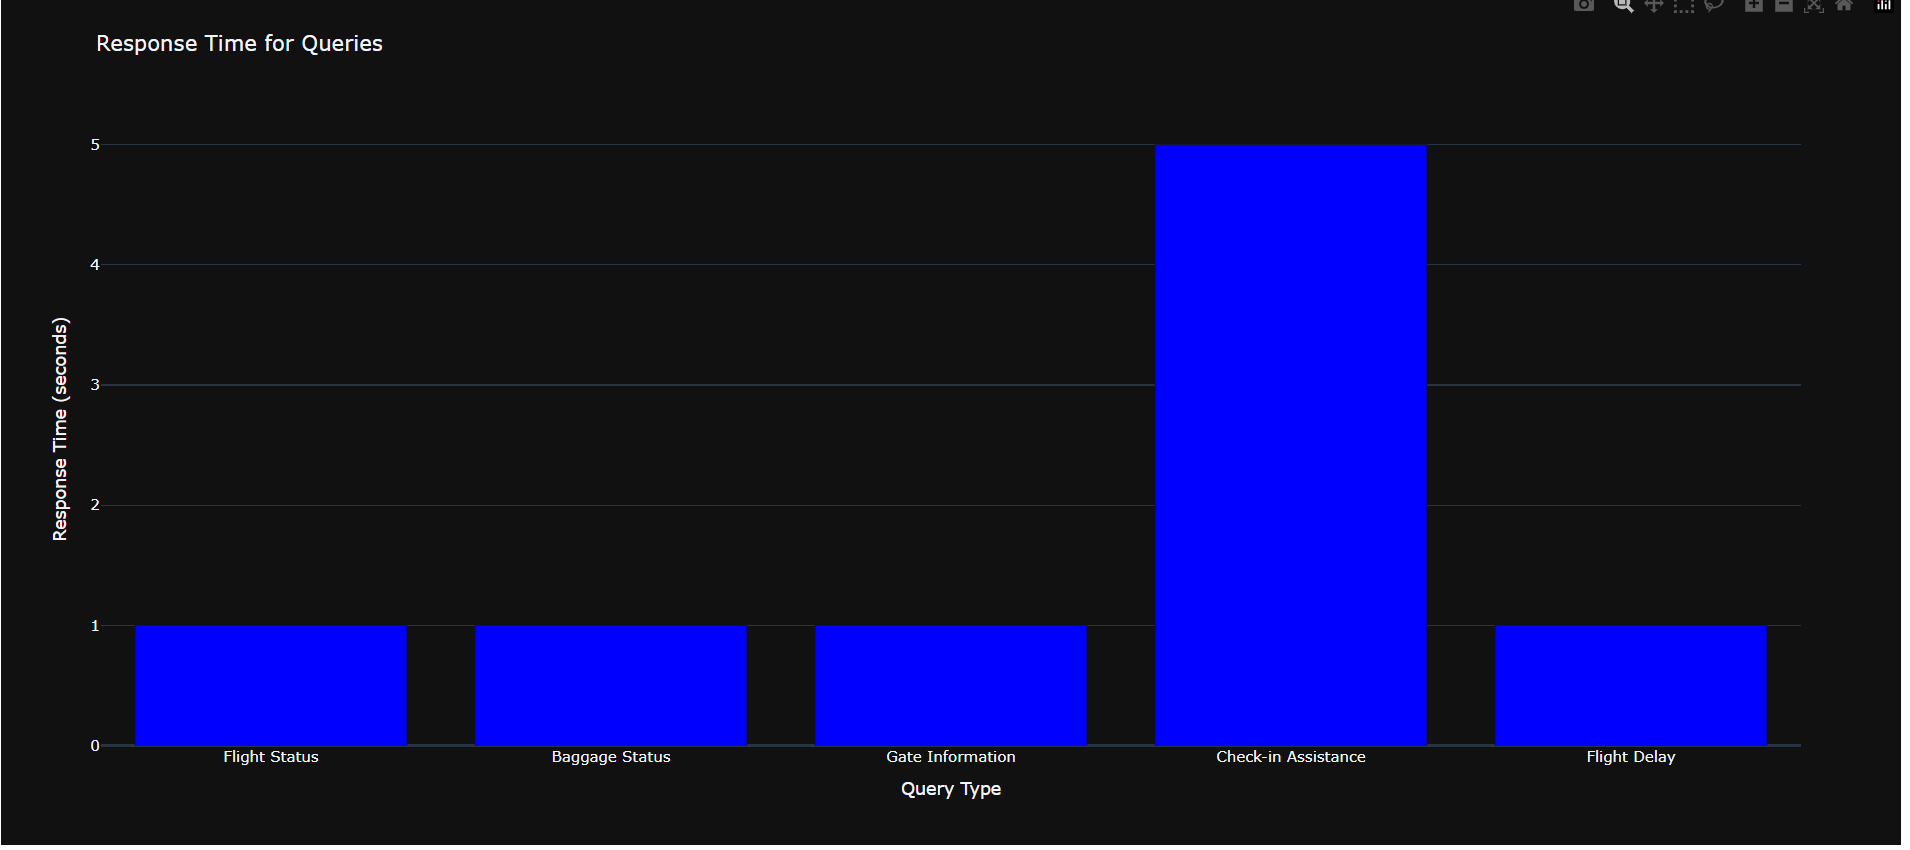 Response Time for Queries
5
4
3
2
1
0
Response Time (seconds)
Flight Status Baggage Status Gate Information Check-in Assistance Flight Delay
Query Type